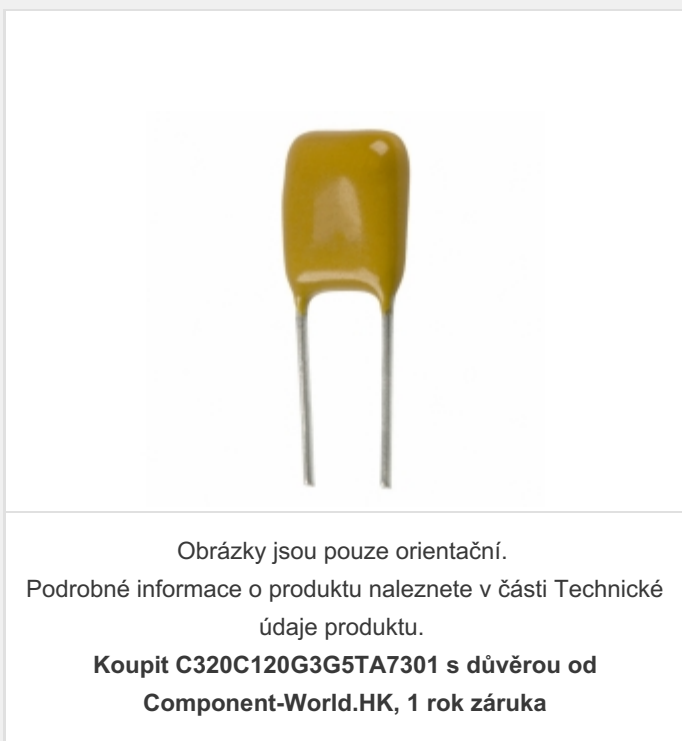 Obrázky jsou pouze orientační.
Podrobné informace o produktu naleznete v části Technické
údaje produktu.
Koupit C320C120G3G5TA7301 s důvěrou od
Component-World.HK, 1 rok záruka